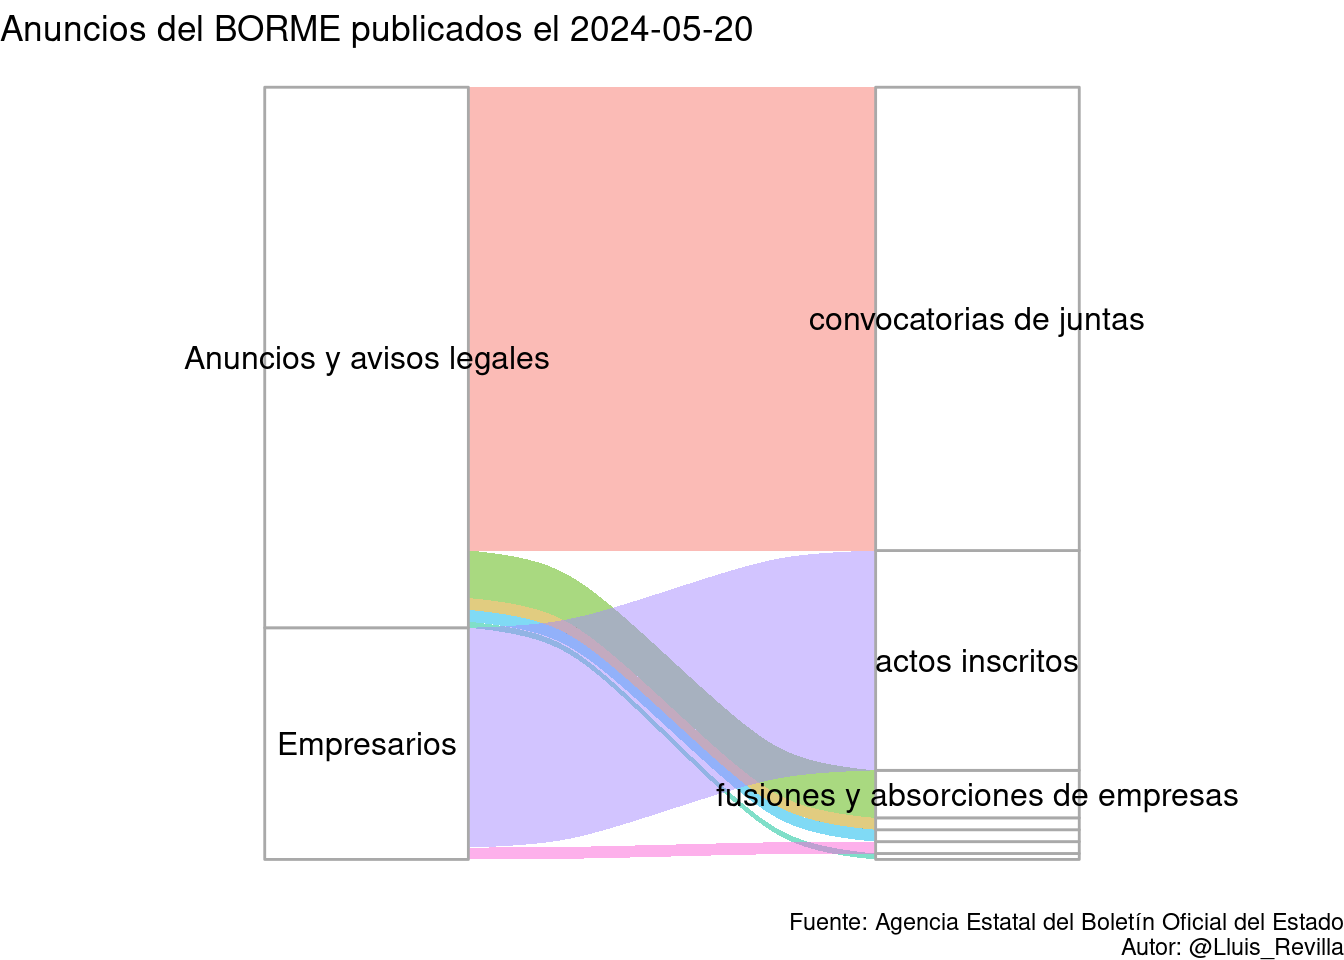 Anuncios del BORME publicados el 2024-05-20
convocatorias de juntas
Anuncios y avisos legales
actos inscritos
Empresarios
fusiones y absorciones de empresas
Fuente: Agencia Estatal del Boletín Oficial del Estado
Autor: @Lluis_Revilla